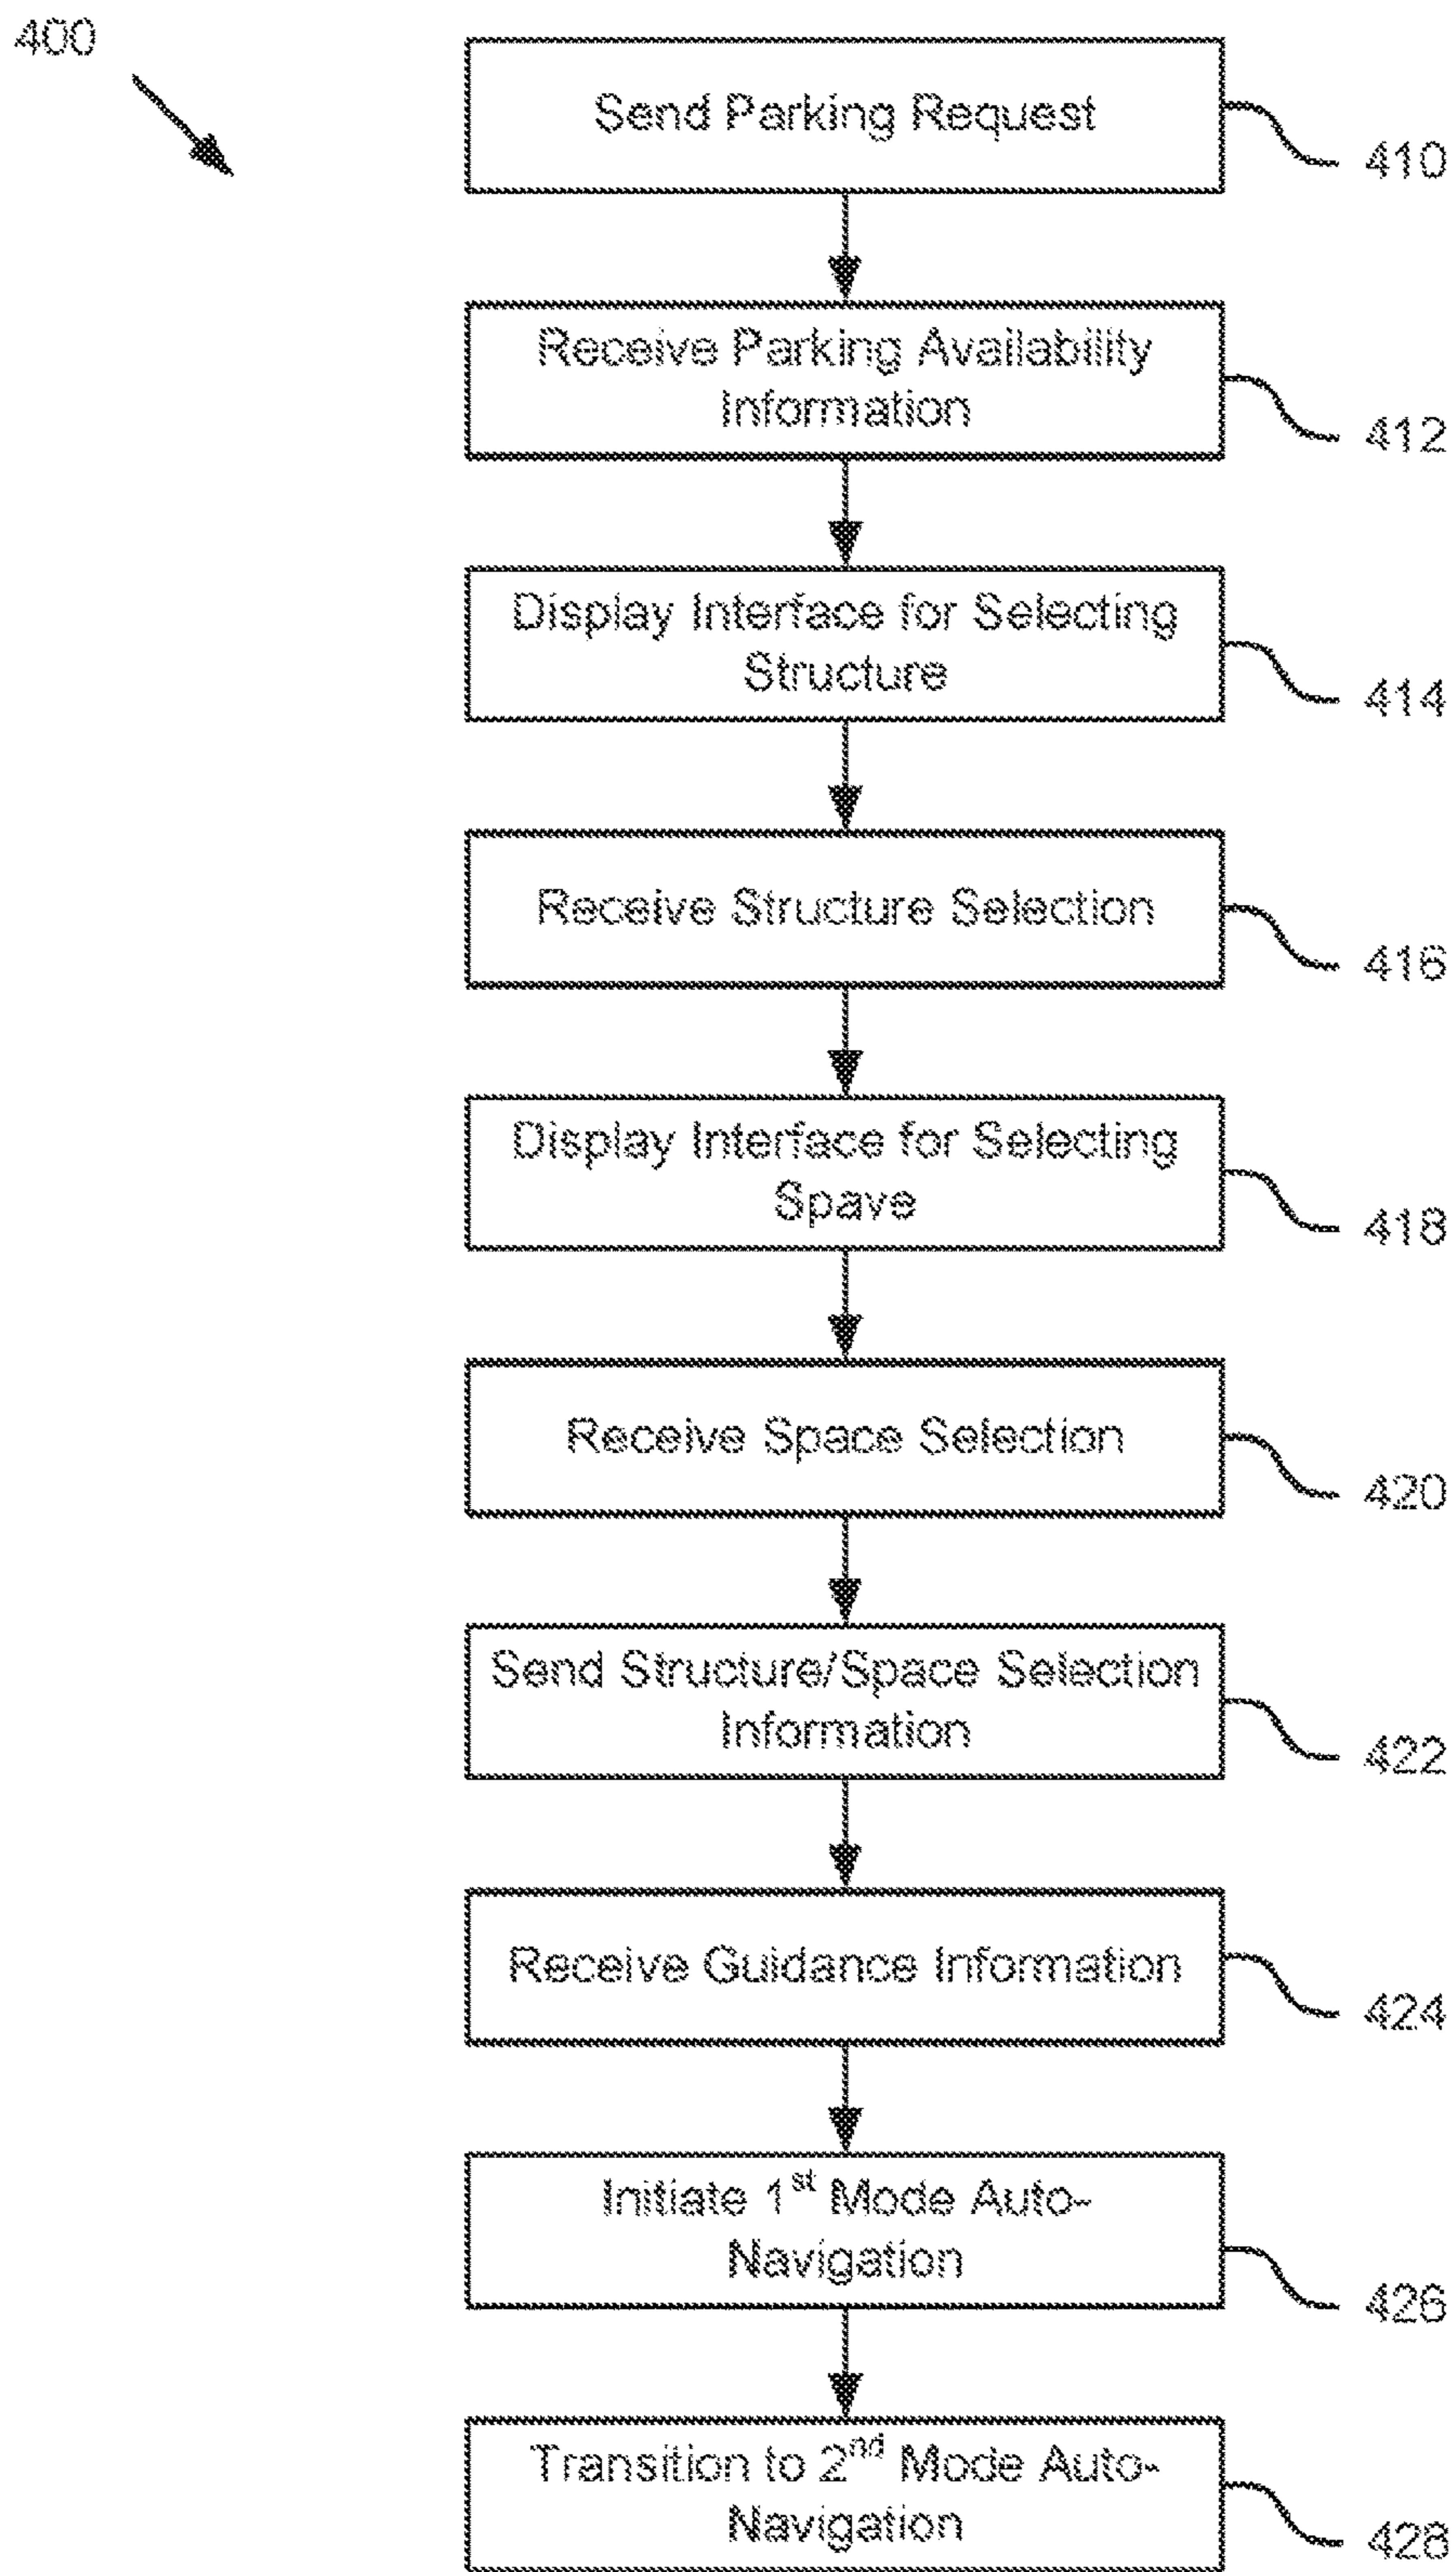 400
Send Parking Request
410
Receive Parking Availability
Information
412
Display Interface for Selecting
Structure
414
Receive Structure Selection
416
Display Interface for Selecting
Spave
418
Receive Space Selection
420
Send Structure/Space Selection
Information
422
Receive Guidance Information
424
Initiate 1st Mode Auto-
Navigation
426
Transition to 2nd Mode Auto-
Navigation
428